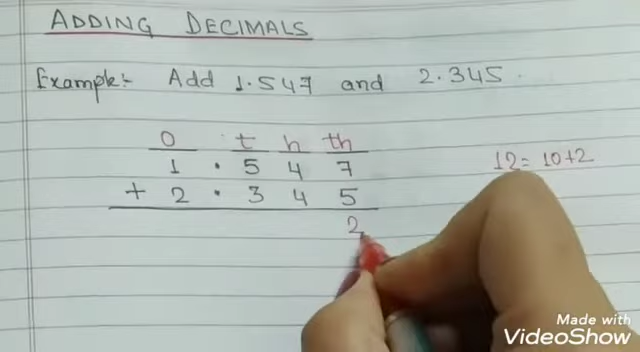 ADDING DECIMALS
Example:- Add 1.547 and 2.345.
O . t h th
1 . 5 4 7
12 = 10+2
+ 2 . 3 4 5
2
Made with
VideoShow